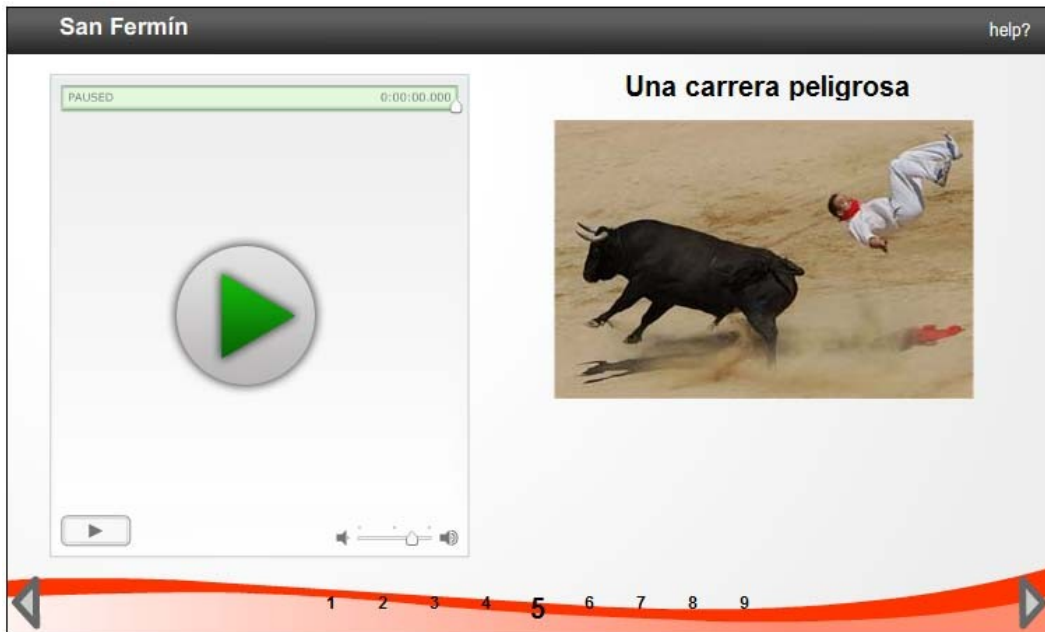 San Fermín
help?
PAUSED 0:00:00.000
Una carrera peligrosa
1 2 3 4 5 6 7 8 9